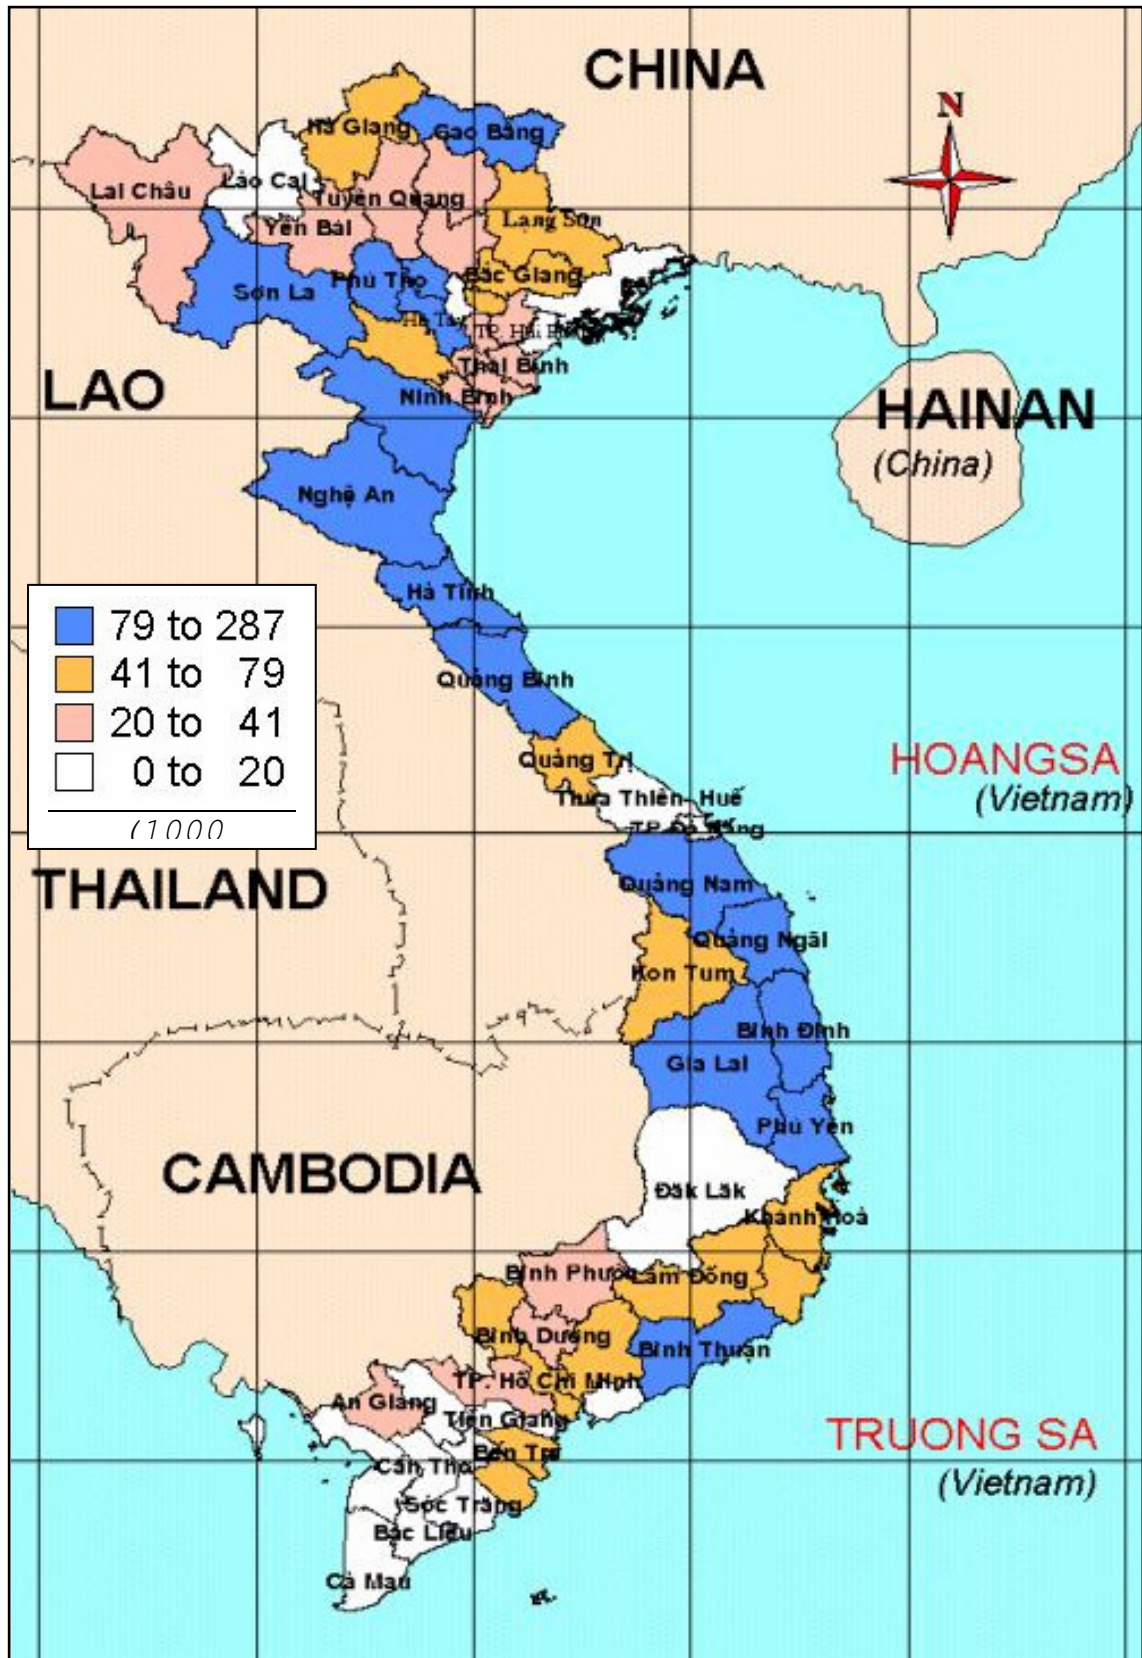 CHINA
N
Hà Giang
Cao Bằng
Lai Châu
Lào Cai
Tuyên Quang
Lạng Sơn
Yên Bái
Bắc Giang
Phú Thọ
Sơn La
Thái Bình
LAO
Ninh Bình
HAINAN
(China)
Nghệ An
Hà Tĩnh
79 to 287
41 to 79
20 to 41
0 to 20
(1000
Quảng Bình
Quảng Trị
HOANGSA
(Vietnam)
Thừa Thiên-Huế
THAILAND
Quảng Nam
Quảng Ngãi
Kon Tum
Bình Định
Gia Lai
Phú Yên
CAMBODIA
Đăk Lăk
Khánh Hoà
Bình Phước
Lâm Đồng
Bình Dương
Bình Thuận
TP. Hồ Chí Minh
An Giang
Tiền Giang
TRUONG SA
(Vietnam)
Bến Tre
Cần Thơ
Sóc Trăng
Bạc Liêu
Cà Mau